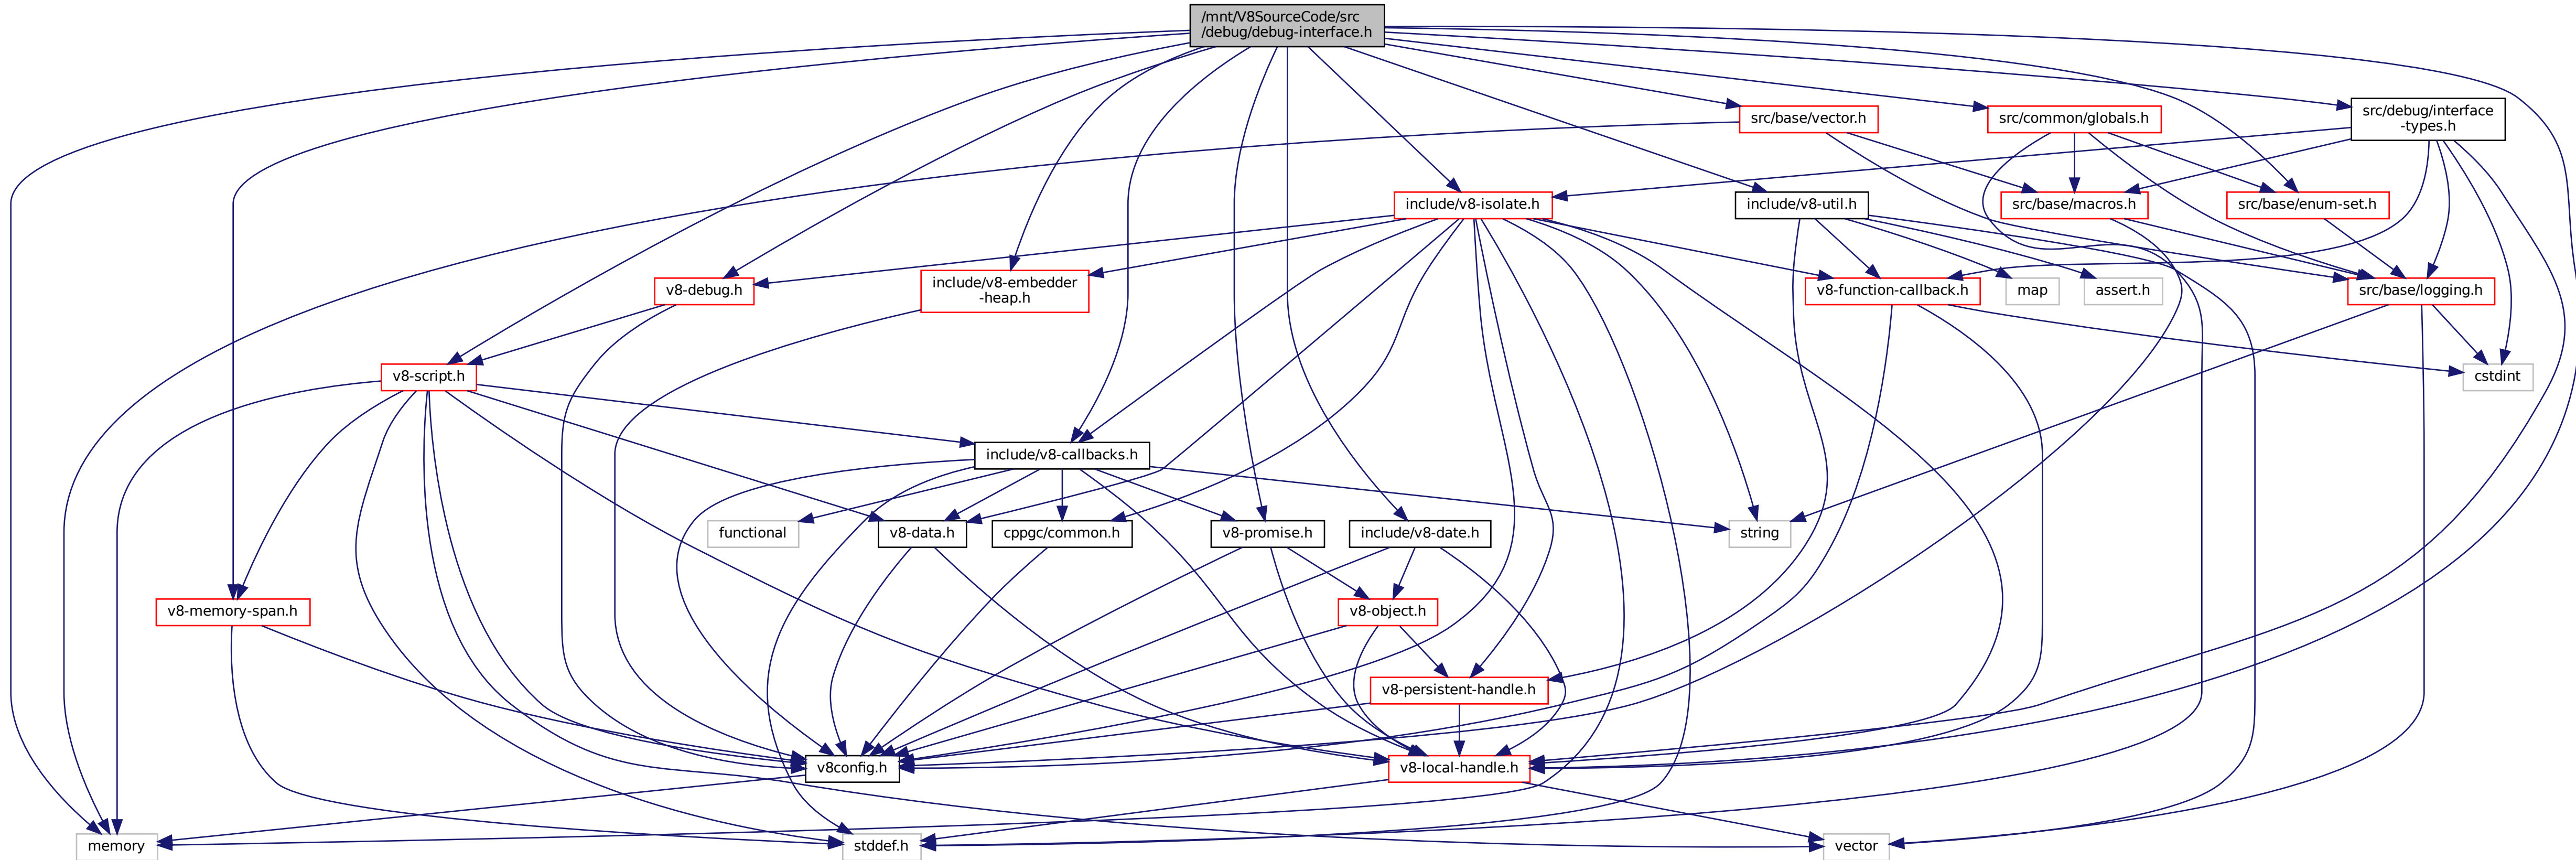 /mnt/V8SourceCode/src
/debug/debug-interface.h
src/base/vector.h
src/common/globals.h
src/debug/interface
-types.h
include/v8-isolate.h
include/v8-util.h
src/base/macros.h
src/base/enum-set.h
v8-debug.h
include/v8-embedder
-heap.h
v8-function-callback.h
map
assert.h
src/base/logging.h
v8-script.h
cstdint
include/v8-callbacks.h
functional
v8-data.h
cppgc/common.h
v8-promise.h
include/v8-date.h
string
v8-memory-span.h
v8-object.h
v8-persistent-handle.h
v8config.h
v8-local-handle.h
memory
stddef.h
vector